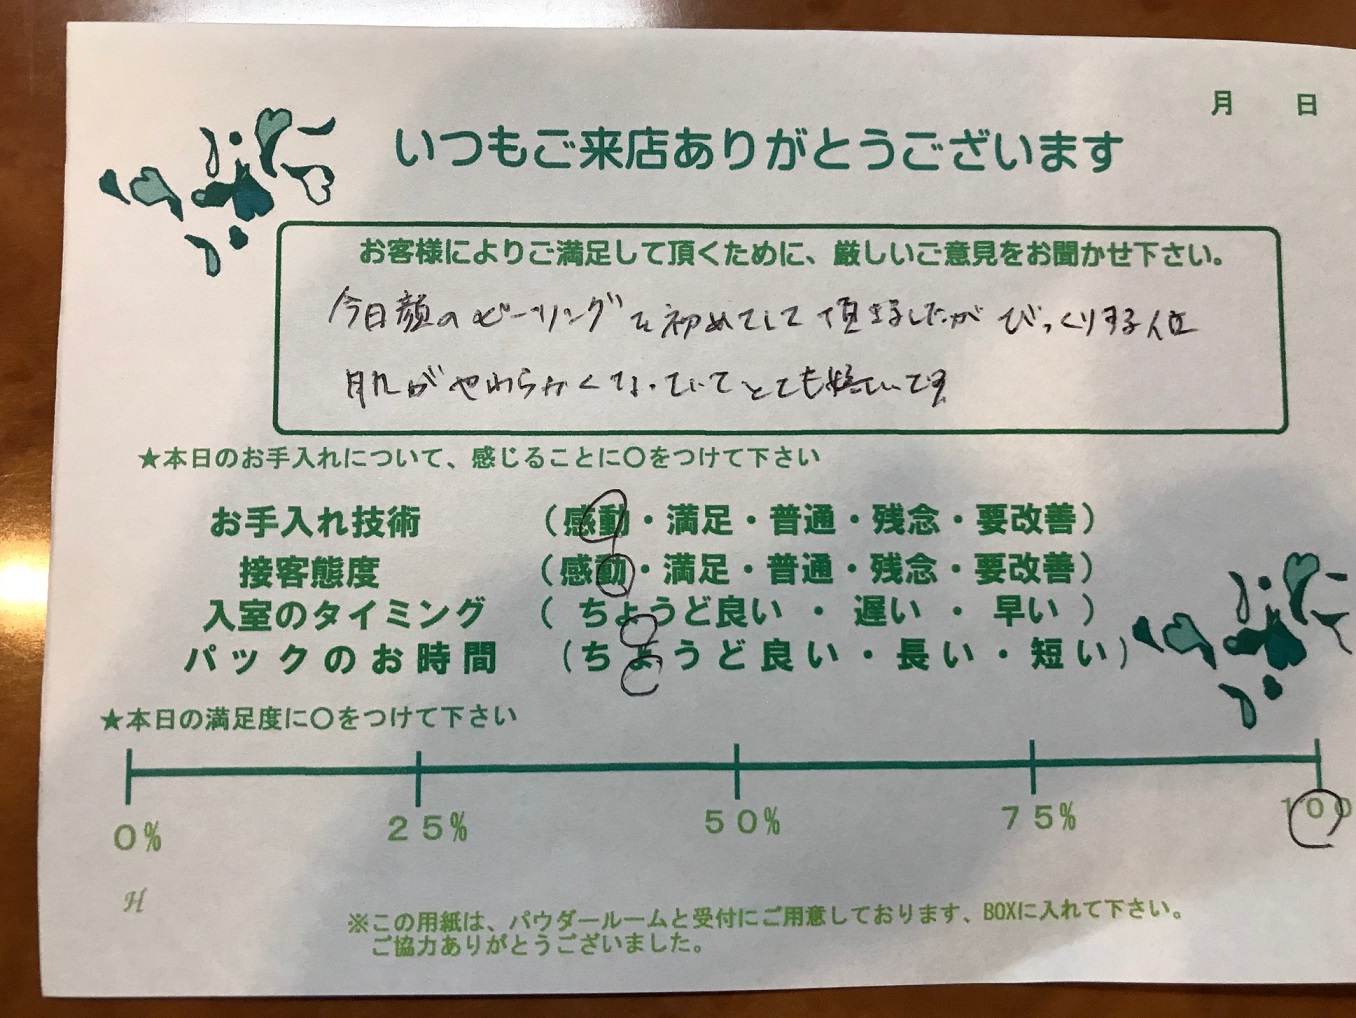 月 日
いつもご来店ありがとうございます
お客様によりご満足して頂くために、厳しいご意見をお聞かせ下さい。
今日顔のピーリングを初めてして頂きましたがびっくりする位
肌がやわらかくなっていてとても嬉しいです
★本日のお手入れについて、感じることに〇をつけて下さい
お手入れ技術 (感動・満足・普通・残念・要改善)
接客態度 (感動・満足・普通・残念・要改善)
入室のタイミング (ちょうど良い・遅い・早い)
パックのお時間 (ちょうど良い・長い・短い)
★本日の満足度に〇をつけて下さい
0% 25% 50% 75% 100
H
※この用紙は、パウダールームと受付にご用意しております、BOXに入れて下さい。
ご協力ありがとうございました。